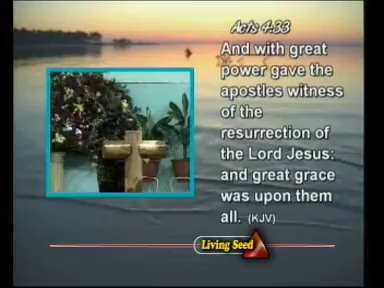 Acts 4:33
And with great
power gave the
apostles witness
of the
resurrection of
the Lord Jesus:
and great grace
was upon them
all. (KJV)
Living Seed